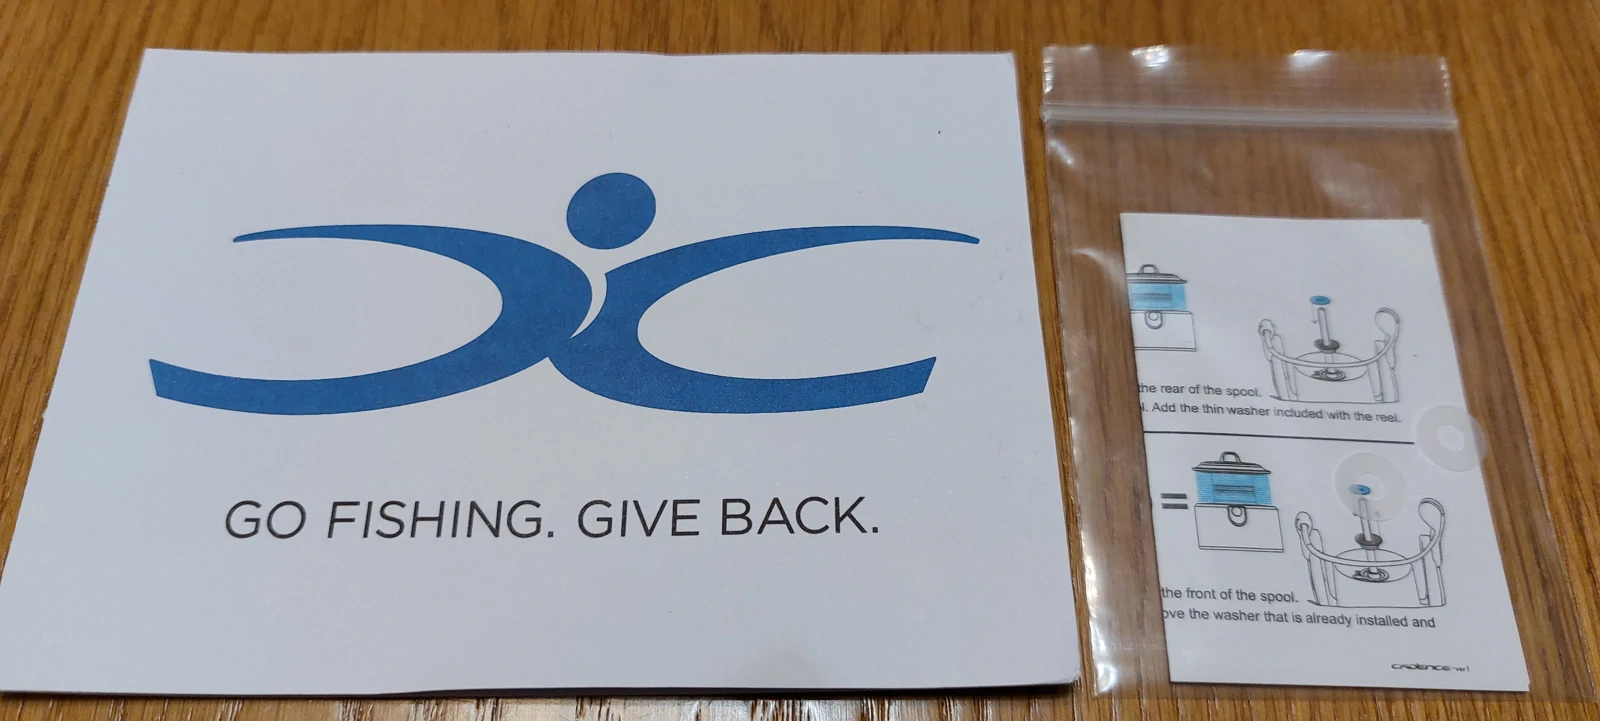 GO FISHING. GIVE BACK.
the rear of the spool.
. Add the thin washer included with the reel.
=
the front of the spool.
ove the washer that is already installed and
CADENCE